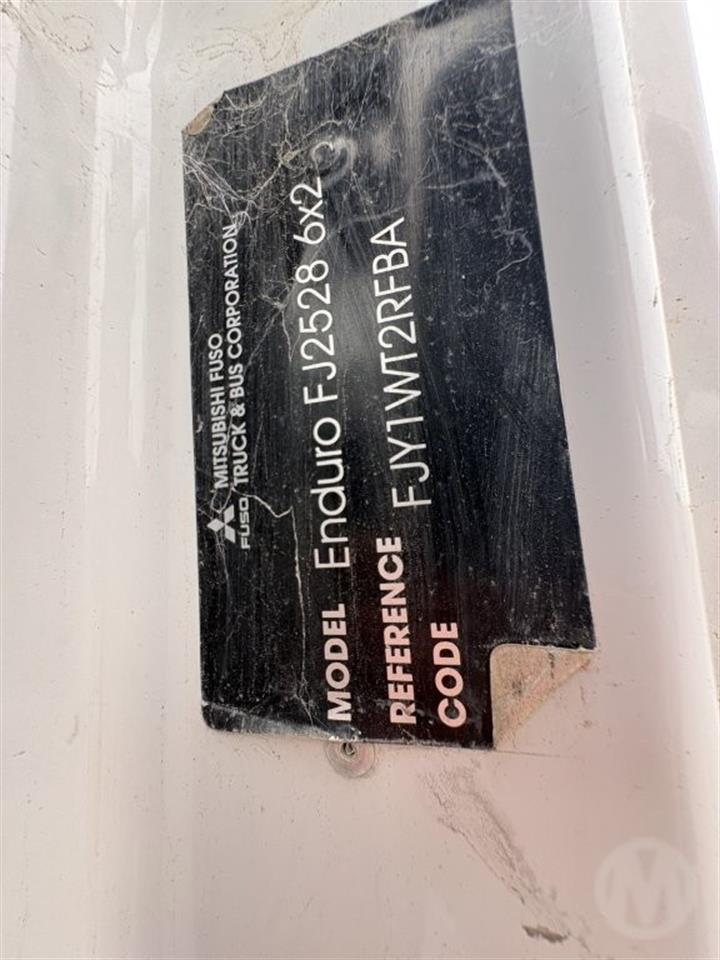 MITSUBISHI FUSO
TRUCK & BUS CORPORATION
FUSO
MODEL Enduro FJ2528 6x2
REFERENCE
CODE FJY1WT2RFBA
M